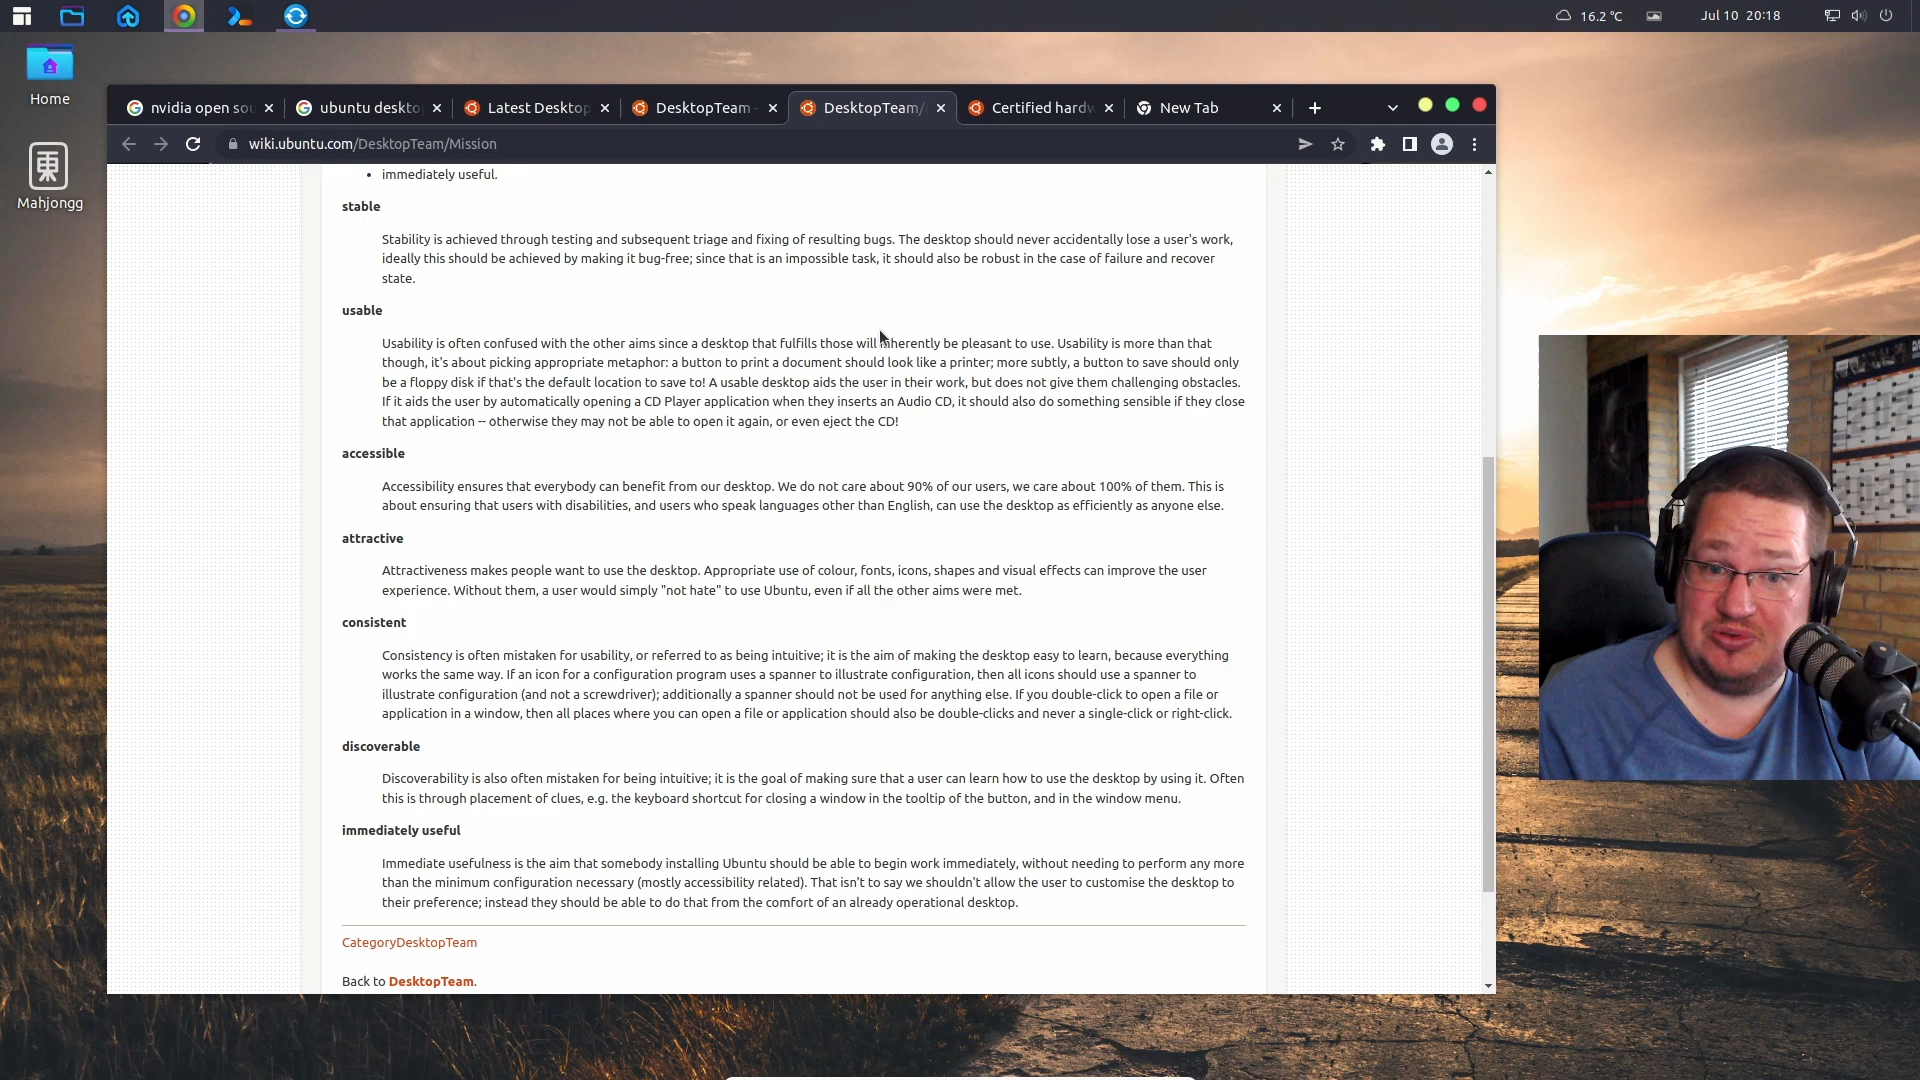 16.2 °C
Jul 10 20:18
Home
Mahjongg
nvidia open sou
ubuntu deskto
Latest Desktop
DesktopTeam -
DesktopTeam/
Certified hardw
New Tab
wiki.ubuntu.com/DesktopTeam/Mission
immediately useful.
stable
Stability is achieved through testing and subsequent triage and fixing of resulting bugs. The desktop should never accidentally lose a user's work,
ideally this should be achieved by making it bug-free; since that is an impossible task, it should also be robust in the case of failure and recover
state.
usable
Usability is often confused with the other aims since a desktop that fulfills those will inherently be pleasant to use. Usability is more than that
though, it's about picking appropriate metaphor: a button to print a document should look like a printer; more subtly, a button to save should only
be a floppy disk if that's the default location to save to! A usable desktop aids the user in their work, but does not give them challenging obstacles.
If it aids the user by automatically opening a CD Player application when they inserts an Audio CD, it should also do something sensible if they close
that application -- otherwise they may not be able to open it again, or even eject the CD!
accessible
Accessibility ensures that everybody can benefit from our desktop. We do not care about 90% of our users, we care about 100% of them. This is
about ensuring that users with disabilities, and users who speak languages other than English, can use the desktop as efficiently as anyone else.
attractive
Attractiveness makes people want to use the desktop. Appropriate use of colour, fonts, icons, shapes and visual effects can improve the user
experience. Without them, a user would simply "not hate" to use Ubuntu, even if all the other aims were met.
consistent
Consistency is often mistaken for usability, or referred to as being intuitive; it is the aim of making the desktop easy to learn, because everything
works the same way. If an icon for a configuration program uses a spanner to illustrate configuration, then all icons should use a spanner to
illustrate configuration (and not a screwdriver); additionally a spanner should not be used for anything else. If you double-click to open a file or
application in a window, then all places where you can open a file or application should also be double-clicks and never a single-click or right-click.
discoverable
Discoverability is also often mistaken for being intuitive; it is the goal of making sure that a user can learn how to use the desktop by using it. Often
this is through placement of clues, e.g. the keyboard shortcut for closing a window in the tooltip of the button, and in the window menu.
immediately useful
Immediate usefulness is the aim that somebody installing Ubuntu should be able to begin work immediately, without needing to perform any more
than the minimum configuration necessary (mostly accessibility related). That isn't to say we shouldn't allow the user to customise the desktop to
their preference; instead they should be able to do that from the comfort of an already operational desktop.
CategoryDesktopTeam
Back to DesktopTeam.